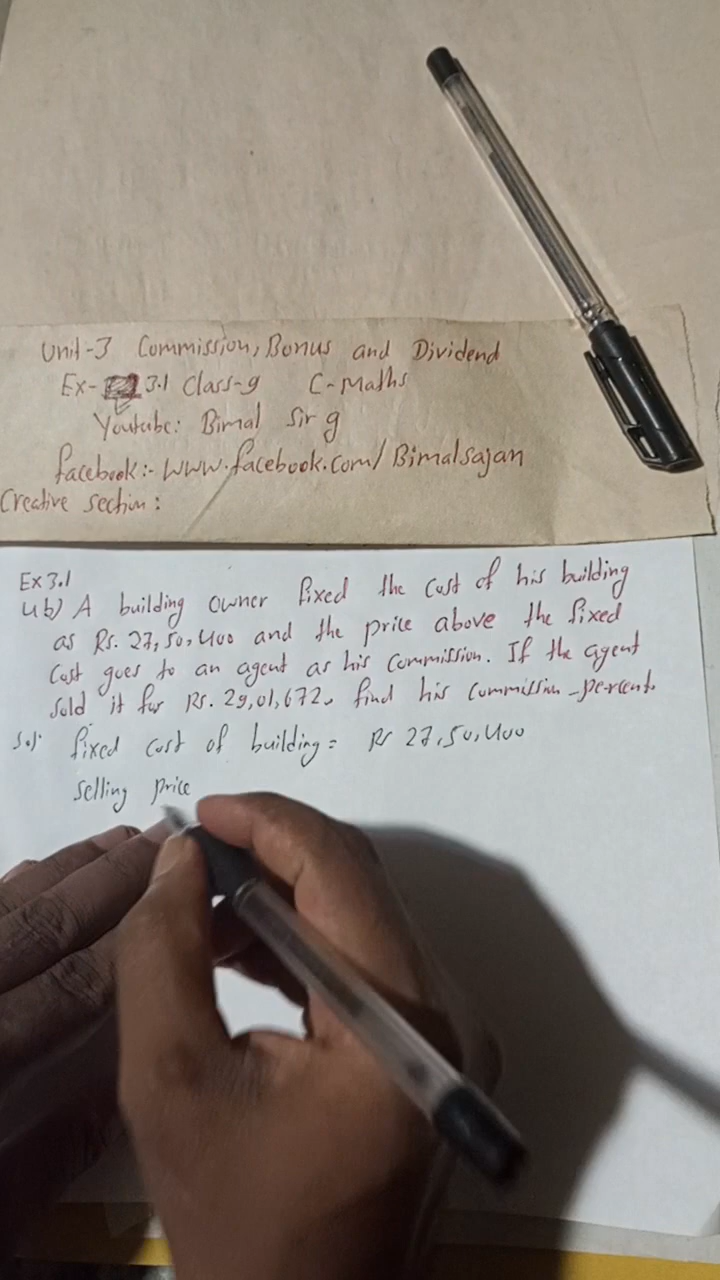 Unit-3 Commission, Bonus and Dividend
Ex- 3.1 Class-9 C-Maths
Youtube: Bimal Sir g
facebook:- www.facebook.com/Bimalsajan
Creative section:
Ex 3.1
4b) A building owner fixed the cost of his building
as Rs. 27,50,400 and the price above the fixed
cost goes to an agent as his commission. If the agent
sold it for Rs. 29,01,672, find his commission-percent.
Sol: fixed cost of building = Rs 27,50,400
selling price